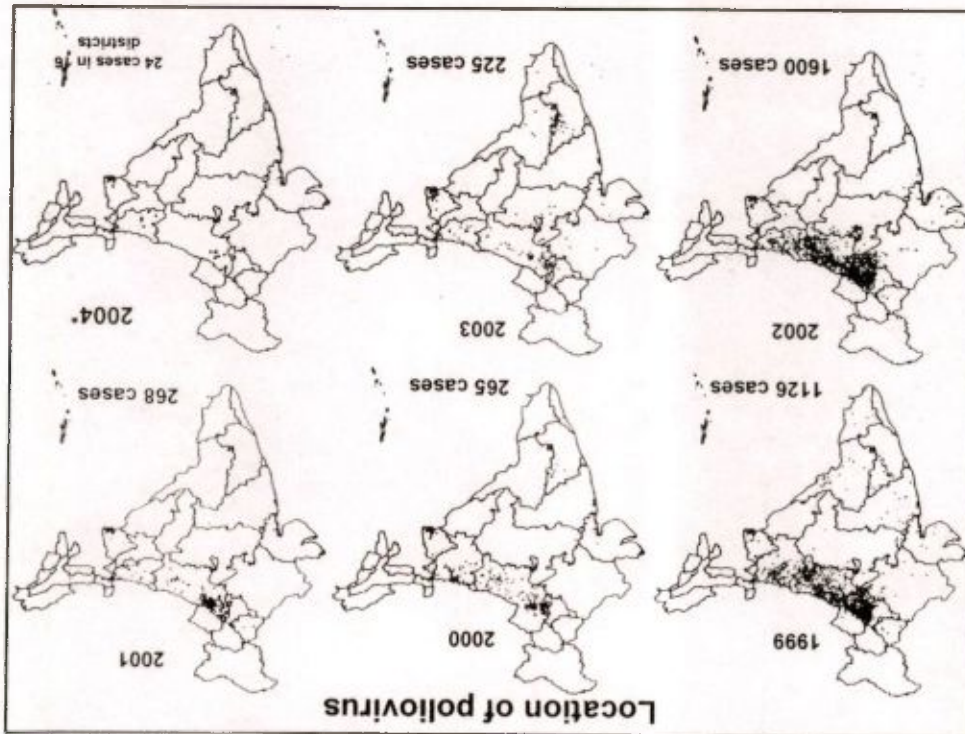 Location of poliovirus
1999
2000
2001
1126 cases
265 cases
268 cases
2002
2003
2004*
1600 cases
225 cases
24 cases in 16
districts